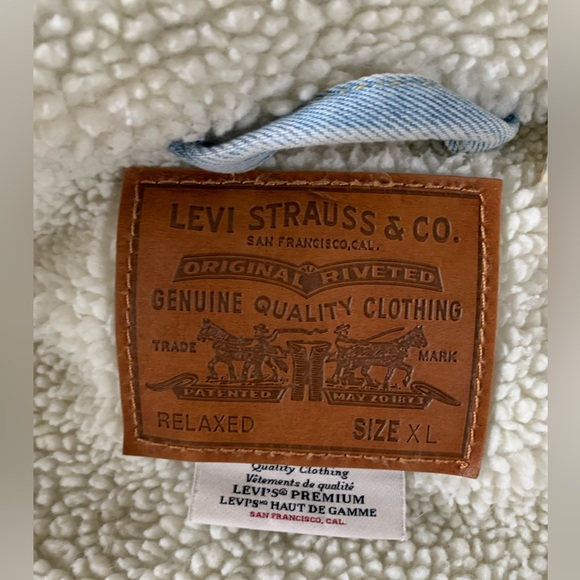 LEVI STRAUSS & CO.
SAN FRANCISCO, CAL.
ORIGINAL RIVETED
GENUINE QUALITY CLOTHING
TRADE MARK
PATENTED MAY 20 1873
RELAXED SIZE XL
Quality Clothing
Vêtements de qualité
LEVI'S® PREMIUM
LEVI'Sᴹᴰ HAUT DE GAMME
SAN FRANCISCO, CAL.